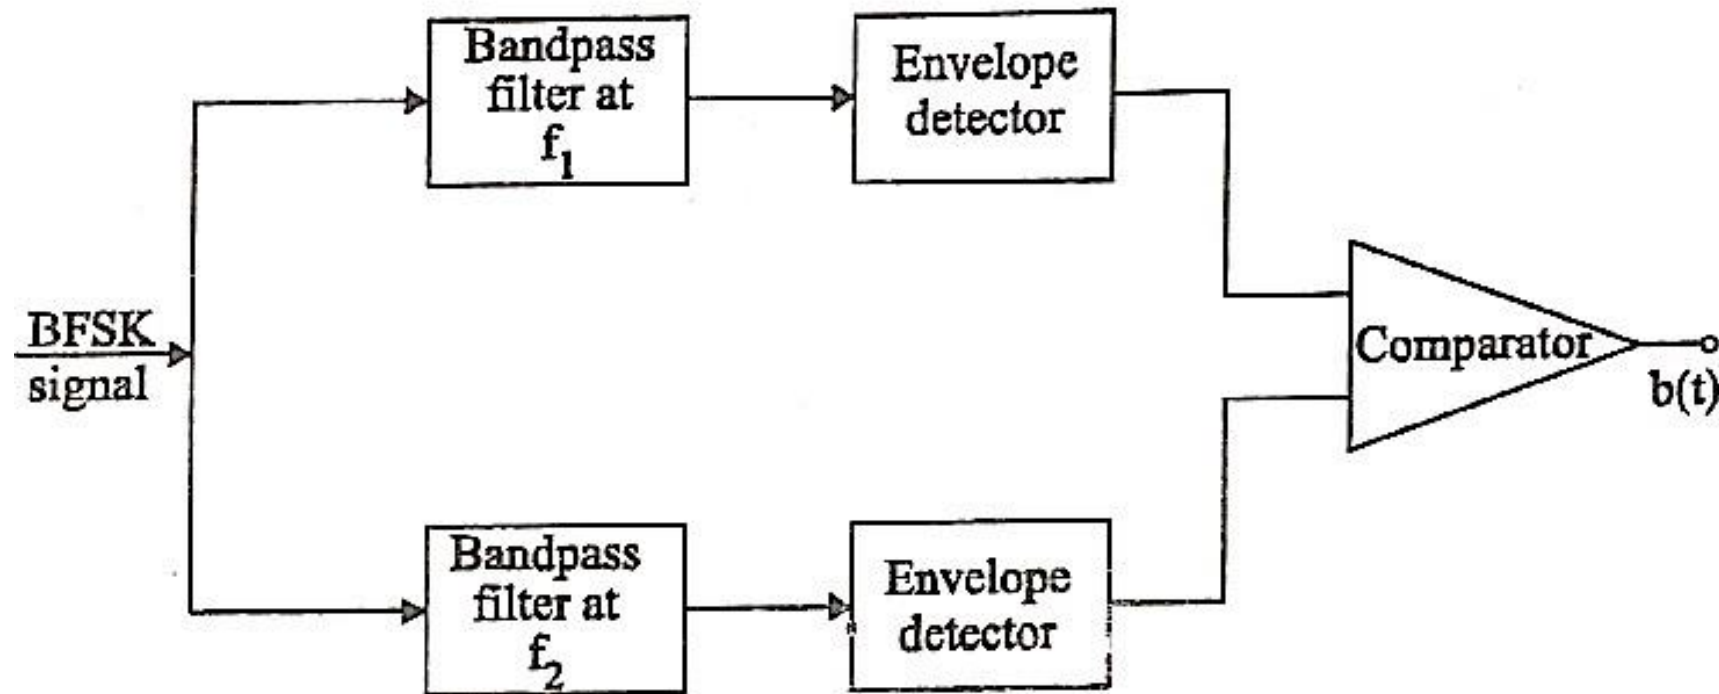 Bandpass
filter at
f₁
Envelope
detector
BFSK
signal
Comparator
b(t)
Bandpass
filter at
f₂
Envelope
detector